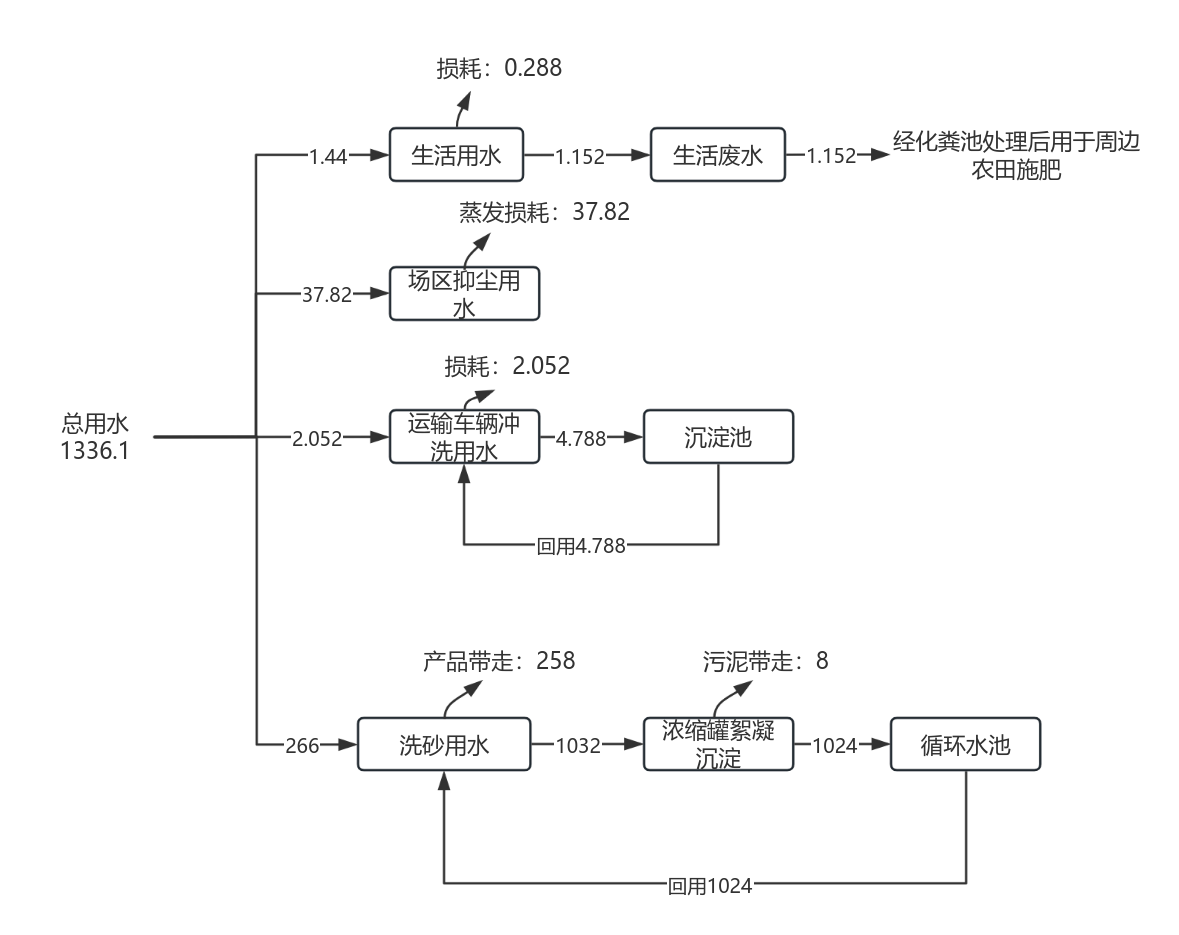 损耗：0.288
1.44
生活用水
1.152
生活废水
1.152
经化粪池处理后用于周边
农田施肥
蒸发损耗：37.82
37.82
场区抑尘用
水
损耗：2.052
总用水
1336.1
2.052
运输车辆冲
洗用水
4.788
沉淀池
回用4.788
产品带走：258
污泥带走：8
266
洗砂用水
1032
浓缩罐絮凝
沉淀
1024
循环水池
回用1024